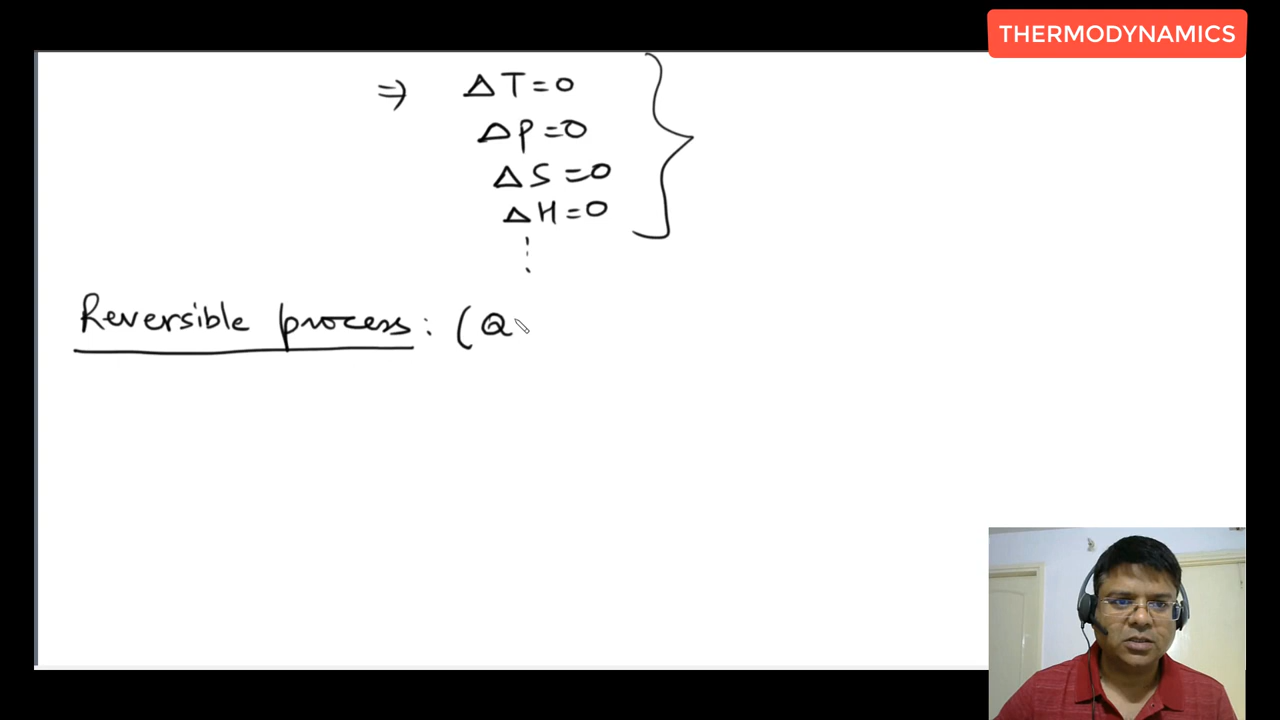 THERMODYNAMICS
⇒ ΔT=0
ΔP=0
ΔS=0
ΔH=0
⋮
Reversible process: (Q